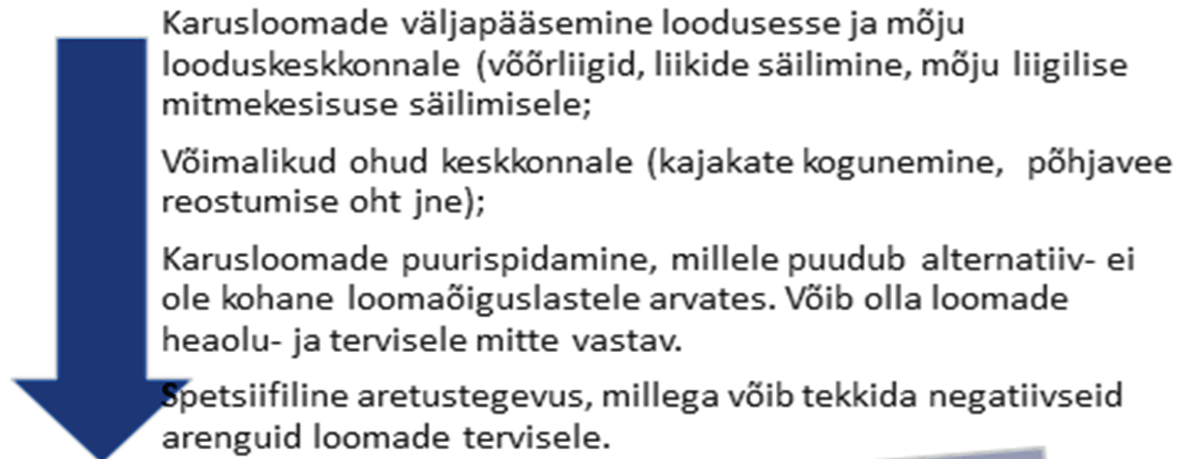 Karusloomade väljapääsemine loodusesse ja mõju
looduskeskkonnale (võõrliigid, liikide säilimine, mõju liigilise
mitmekesisuse säilimisele;
Võimalikud ohud keskkonnale (kajakate kogunemine, põhjavee
reostumise oht jne);
Karusloomade puurispidamine, millele puudub alternatiiv- ei
ole kohane loomaõiguslastele arvates. Võib olla loomade
heaolu- ja tervisele mitte vastav.
Spetsiifiline aretustegevus, millega võib tekkida negatiivseid
arenguid loomade tervisele.